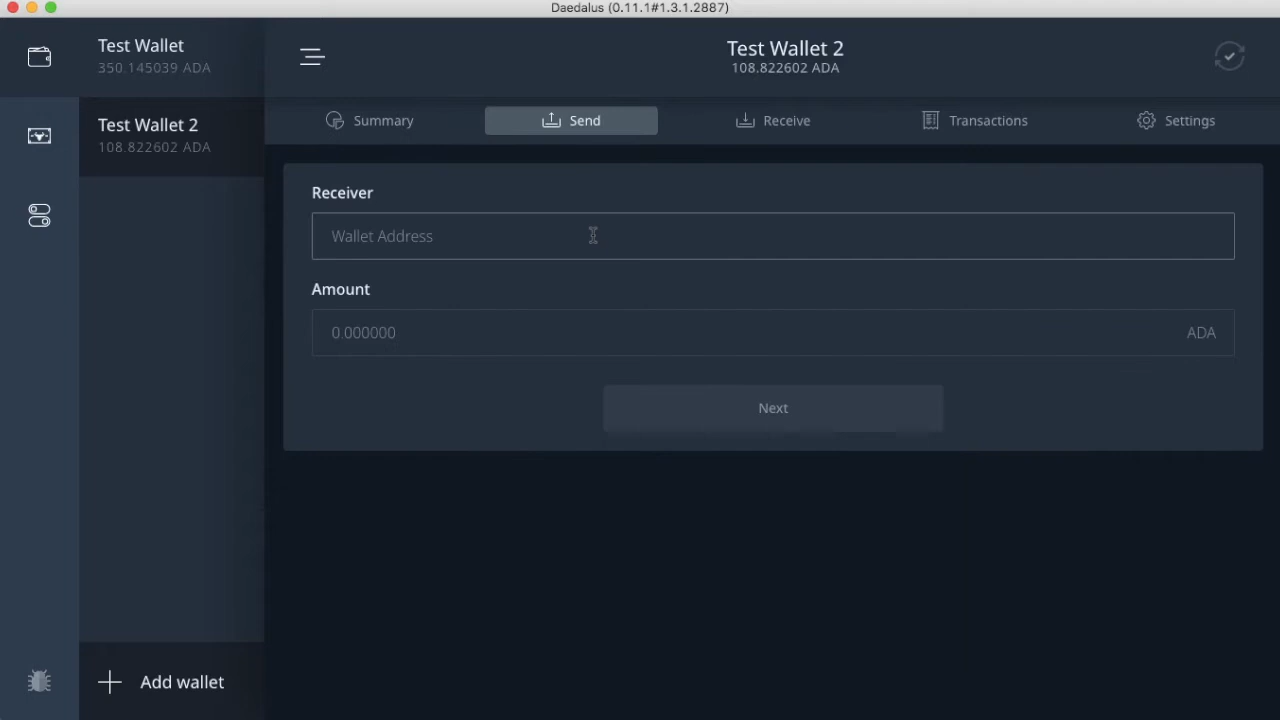 Daedalus (0.11.1#1.3.1.2887)
Test Wallet
350.145039 ADA
Test Wallet 2
108.822602 ADA
Add wallet
Test Wallet 2
108.822602 ADA
Summary
Send
Receive
Transactions
Settings
Receiver
Wallet Address
Amount
0.000000
ADA
Next